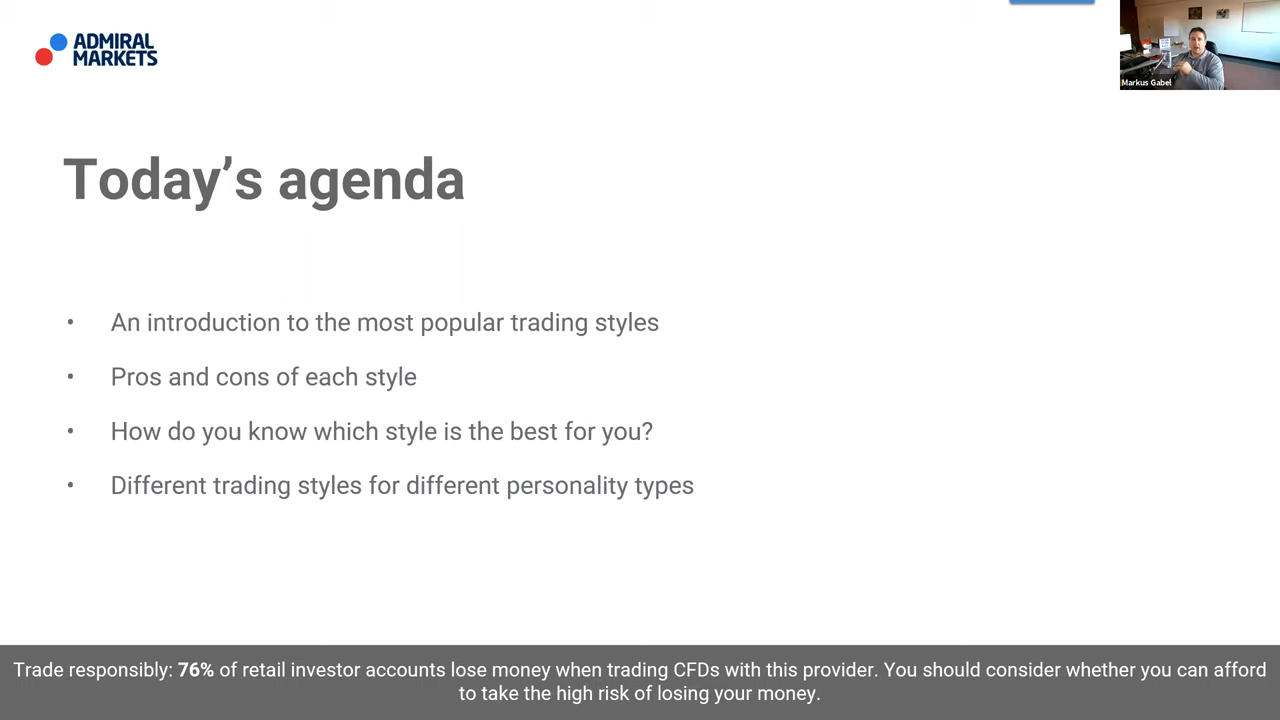 ADMIRAL
MARKETS
Markus Gabel
Today’s agenda
• An introduction to the most popular trading styles
• Pros and cons of each style
• How do you know which style is the best for you?
• Different trading styles for different personality types
Trade responsibly: 76% of retail investor accounts lose money when trading CFDs with this provider. You should consider whether you can afford
to take the high risk of losing your money.